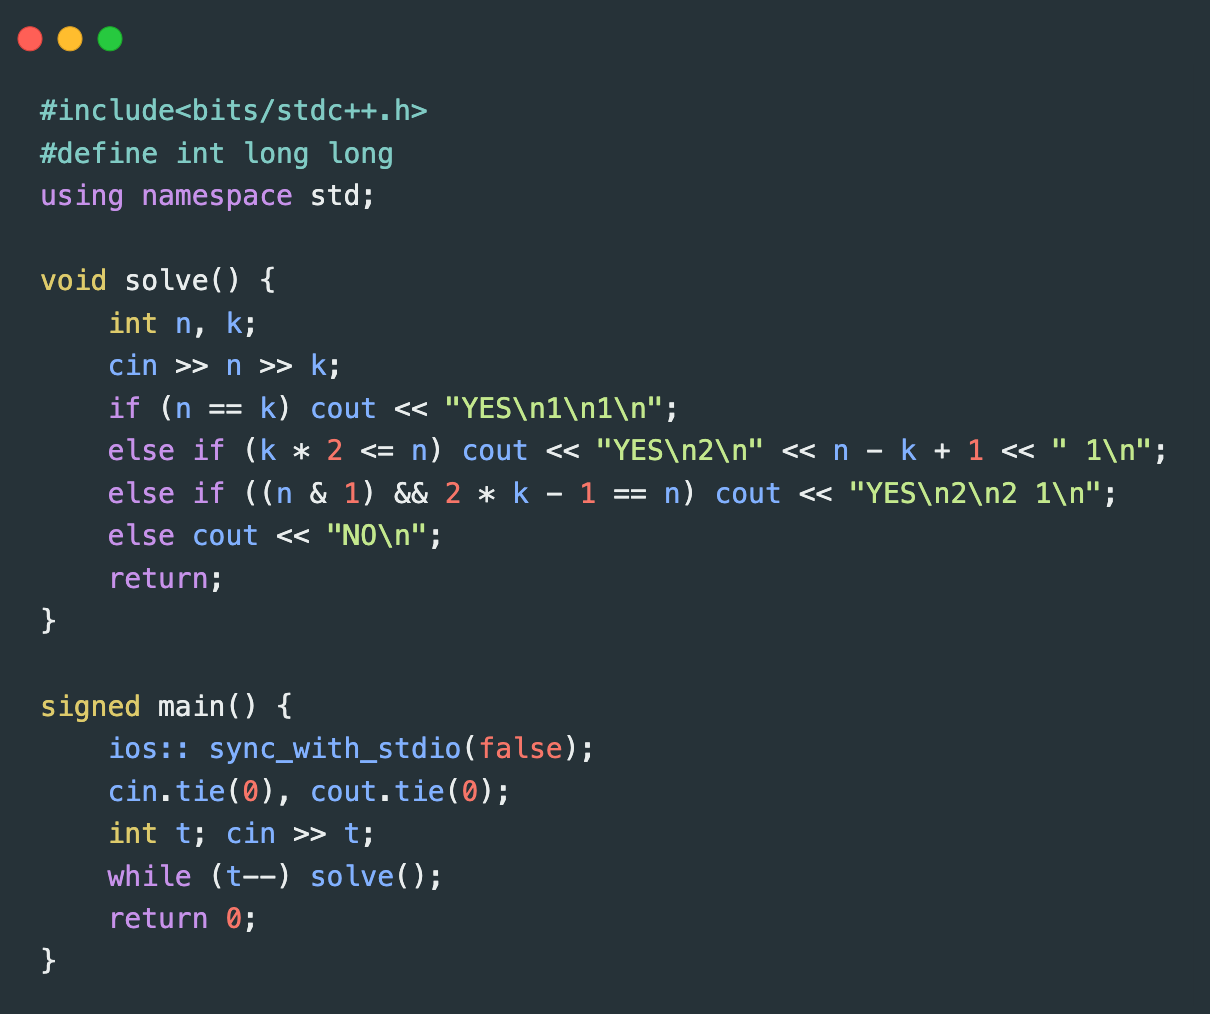 #include<bits/stdc++.h>
#define int long long
using namespace std;

void solve() {
    int n, k;
    cin >> n >> k;
    if (n == k) cout << "YES\n1\n1\n";
    else if (k * 2 <= n) cout << "YES\n2\n" << n - k + 1 << " 1\n";
    else if ((n & 1) && 2 * k - 1 == n) cout << "YES\n2\n2 1\n";
    else cout << "NO\n";
    return;
}

signed main() {
    ios:: sync_with_stdio(false);
    cin.tie(0), cout.tie(0);
    int t; cin >> t;
    while (t--) solve();
    return 0;
}